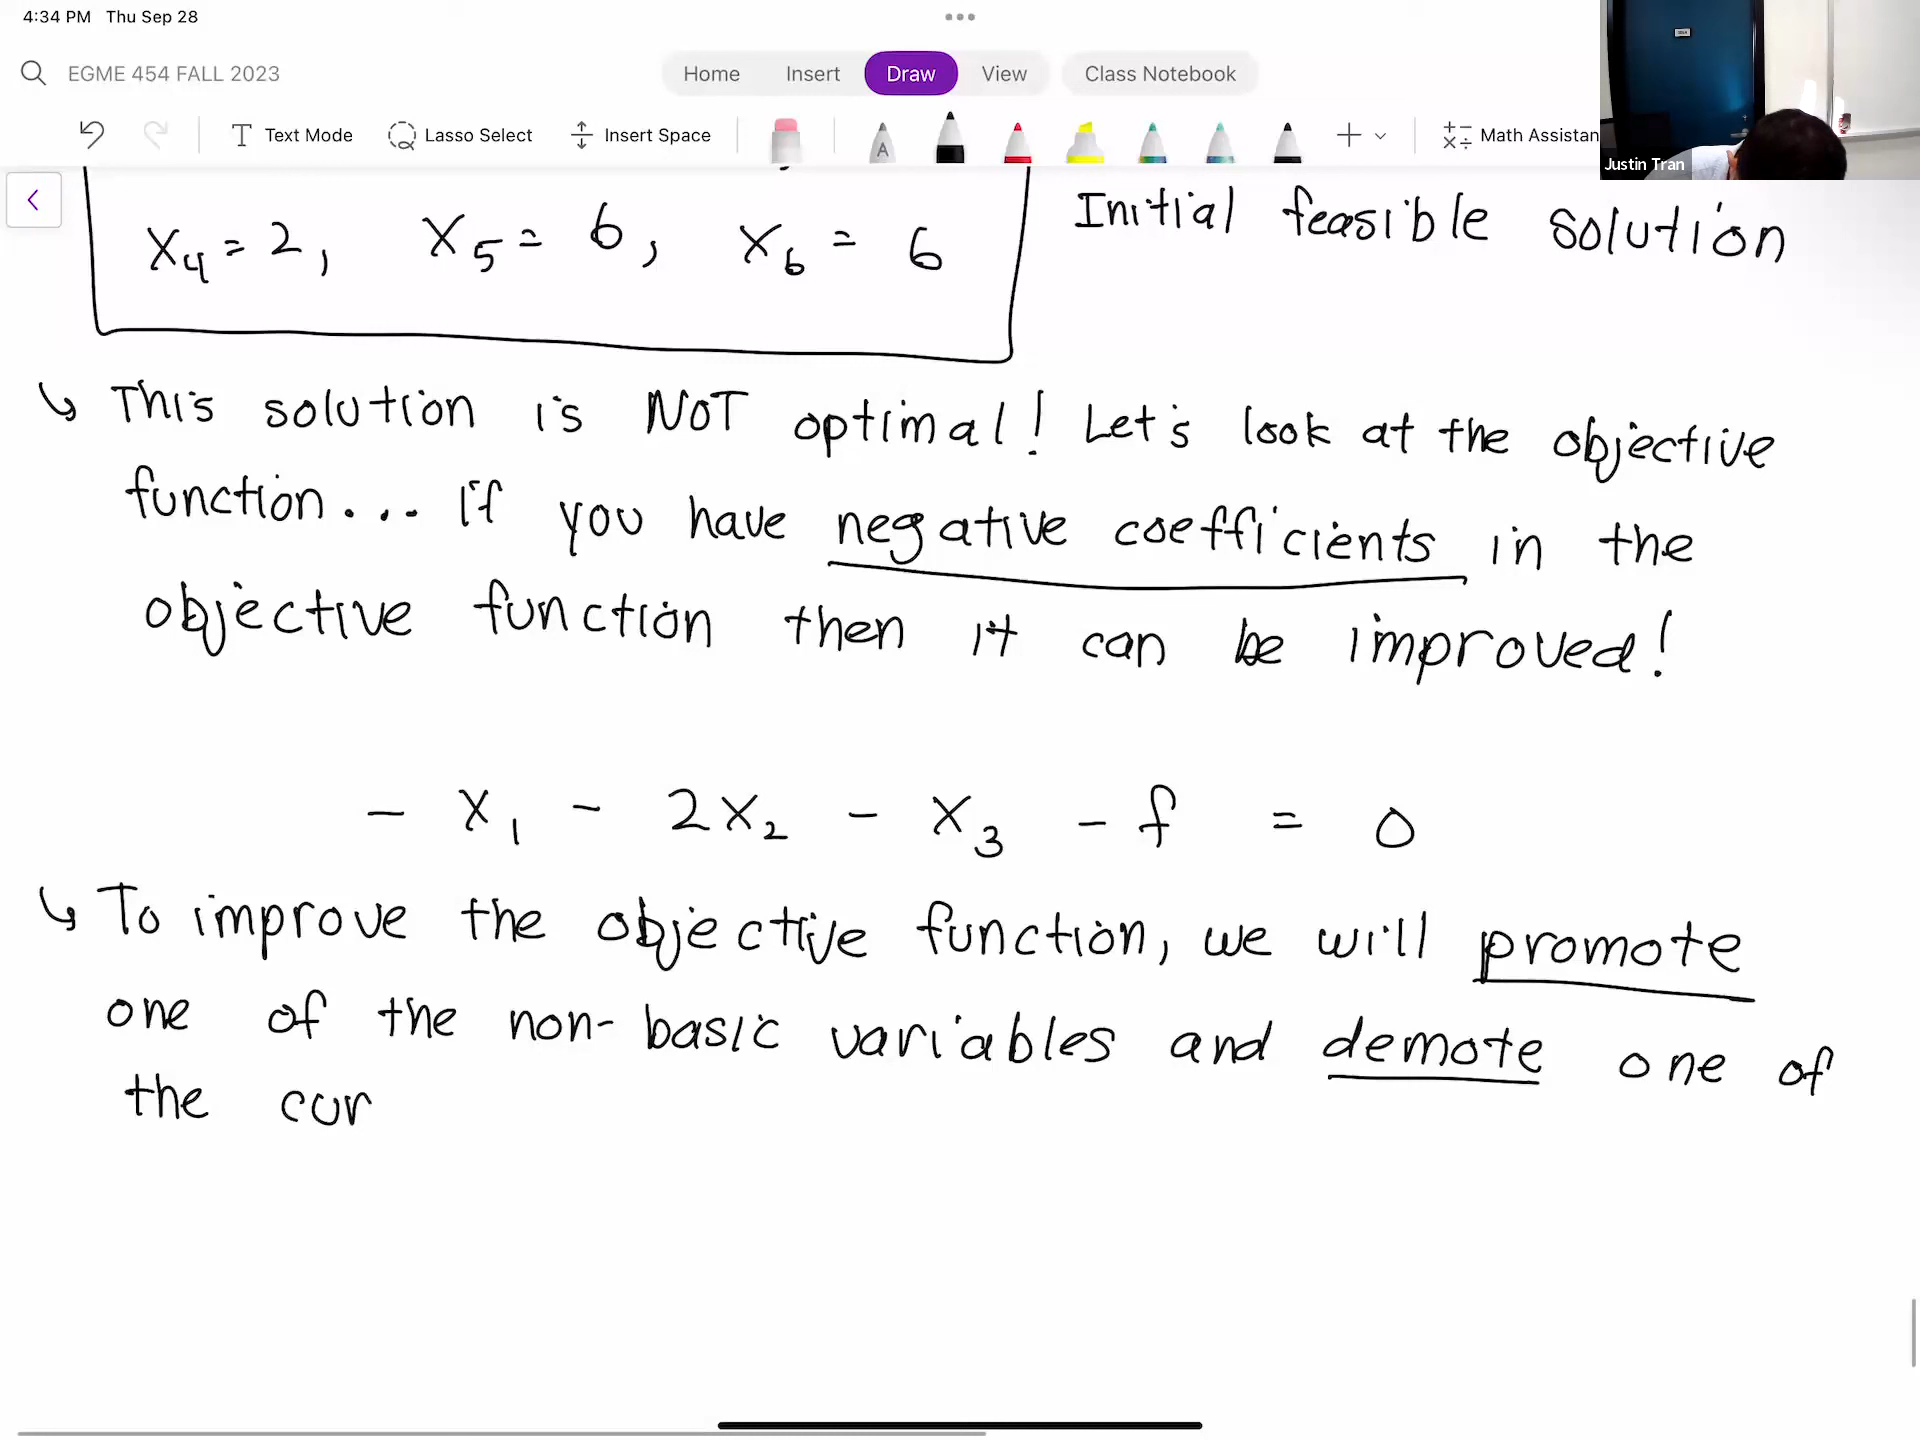 4:34 PM Thu Sep 28
EGME 454 FALL 2023
Home Insert Draw View Class Notebook
Text Mode Lasso Select Insert Space A Math Assistan
Justin Tran
x₄ = 2, x₅ = 6, x₆ = 6
Initial feasible solution
↳ This solution is NOT optimal! Let's look at the objective
function... If you have negative coefficients in the
objective function then it can be improved!
- x₁ - 2x₂ - x₃ - f = 0
↳ To improve the objective function, we will promote
one of the non-basic variables and demote one of
the cur